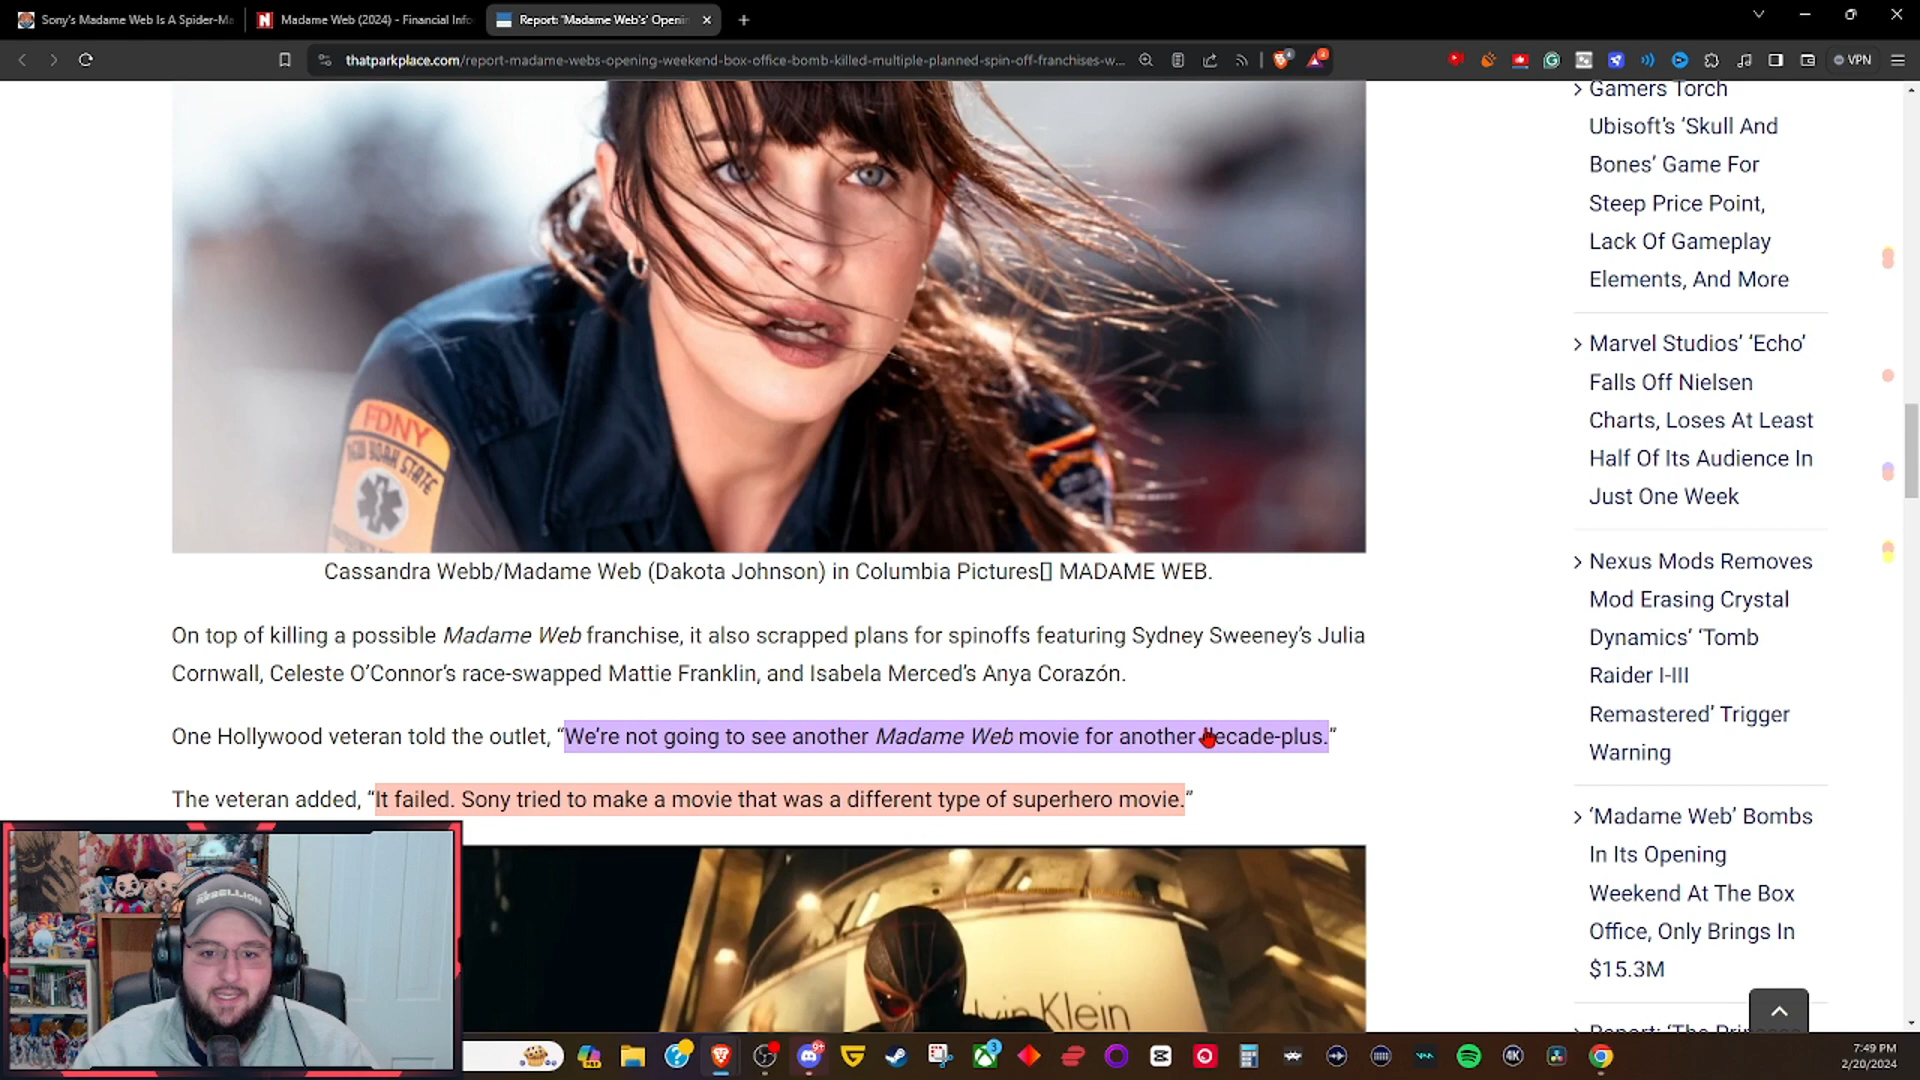 Sony's Madame Web Is A Spider-Ma
Madame Web (2024) - Financial Info
Report: 'Madame Web's' Openin
thatparkplace.com/report-madame-webs-opening-weekend-box-office-bomb-killed-multiple-planned-spin-off-franchises-w...
VPN
FDNY
Cassandra Webb/Madame Web (Dakota Johnson) in Columbia Pictures▯ MADAME WEB.
On top of killing a possible Madame Web franchise, it also scrapped plans for spinoffs featuring Sydney Sweeney’s Julia
Cornwall, Celeste O’Connor’s race-swapped Mattie Franklin, and Isabela Merced’s Anya Corazón.
One Hollywood veteran told the outlet, “We’re not going to see another Madame Web movie for another decade-plus.”
The veteran added, “It failed. Sony tried to make a movie that was a different type of superhero movie.”
REBELLION
Calvin Klein
Gamers Torch
Ubisoft’s ‘Skull And
Bones’ Game For
Steep Price Point,
Lack Of Gameplay
Elements, And More
Marvel Studios’ ‘Echo’
Falls Off Nielsen
Charts, Loses At Least
Half Of Its Audience In
Just One Week
Nexus Mods Removes
Mod Erasing Crystal
Dynamics’ ‘Tomb
Raider I-III
Remastered’ Trigger
Warning
‘Madame Web’ Bombs
In Its Opening
Weekend At The Box
Office, Only Brings In
$15.3M
Report: ‘The Prince
7:49 PM
2/20/2024